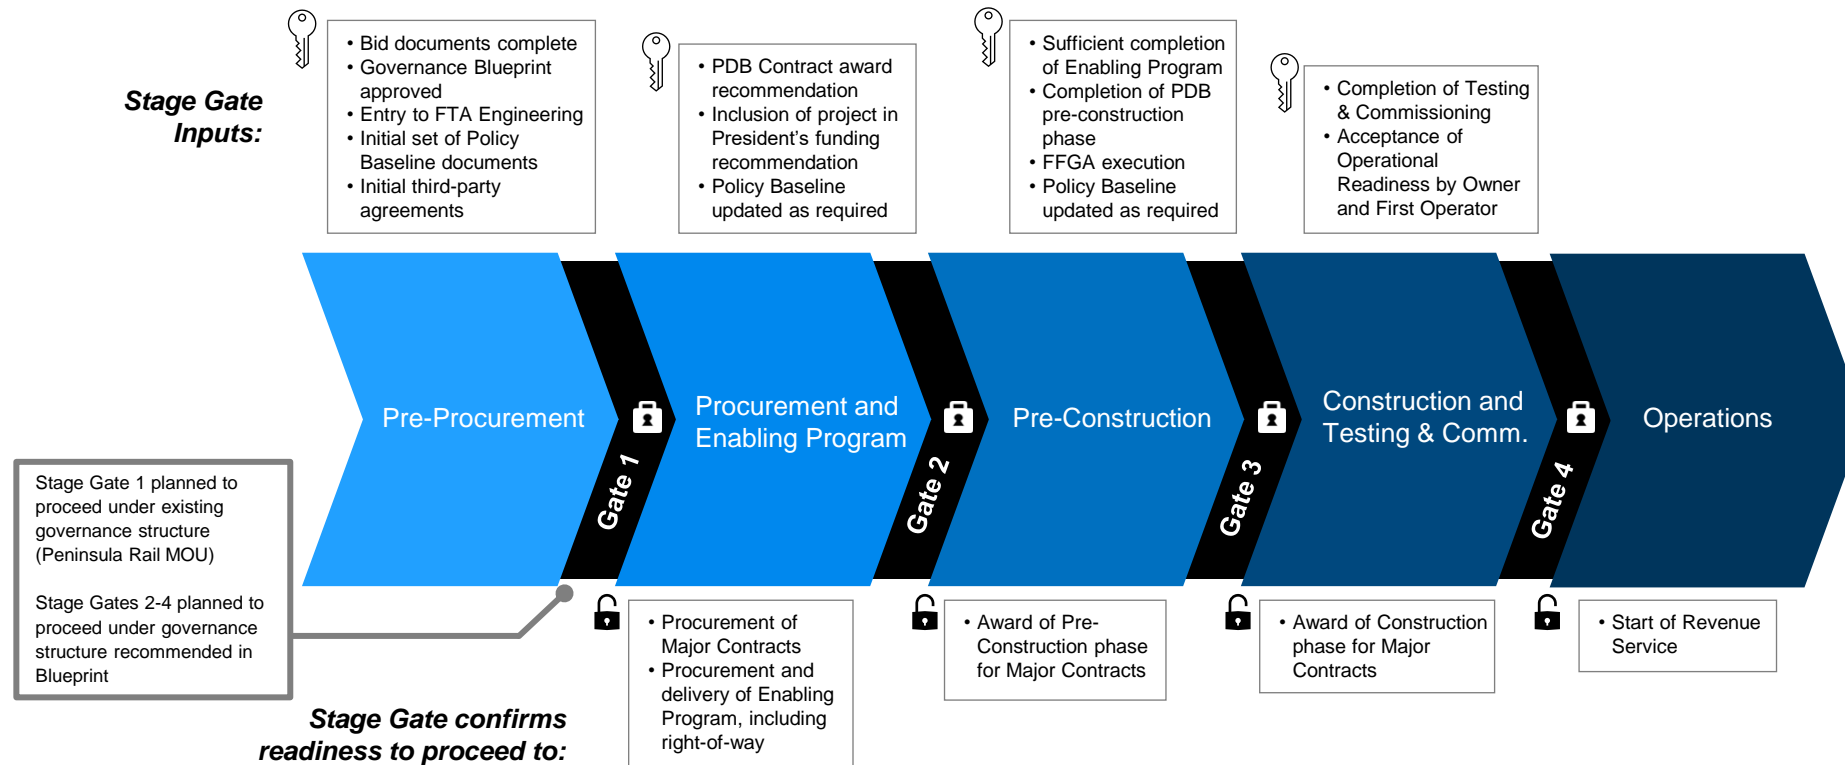 Stage Gate
Inputs:
• Bid documents complete
• Governance Blueprint
approved
• Entry to FTA Engineering
• Initial set of Policy
Baseline documents
• Initial third-party
agreements
• PDB Contract award
recommendation
• Inclusion of project in
President’s funding
recommendation
• Policy Baseline
updated as required
• Sufficient completion
of Enabling Program
• Completion of PDB
pre-construction
phase
• FFGA execution
• Policy Baseline
updated as required
• Completion of Testing
& Commissioning
• Acceptance of
Operational
Readiness by Owner
and First Operator
Pre-Procurement
Gate 1
Procurement and
Enabling Program
Gate 2
Pre-Construction
Gate 3
Construction and
Testing & Comm.
Gate 4
Operations
Stage Gate 1 planned to
proceed under existing
governance structure
(Peninsula Rail MOU)
Stage Gates 2-4 planned to
proceed under governance
structure recommended in
Blueprint
Stage Gate confirms
readiness to proceed to:
• Procurement of
Major Contracts
• Procurement and
delivery of Enabling
Program, including
right-of-way
• Award of Pre-
Construction phase
for Major Contracts
• Award of Construction
phase for Major
Contracts
• Start of Revenue
Service